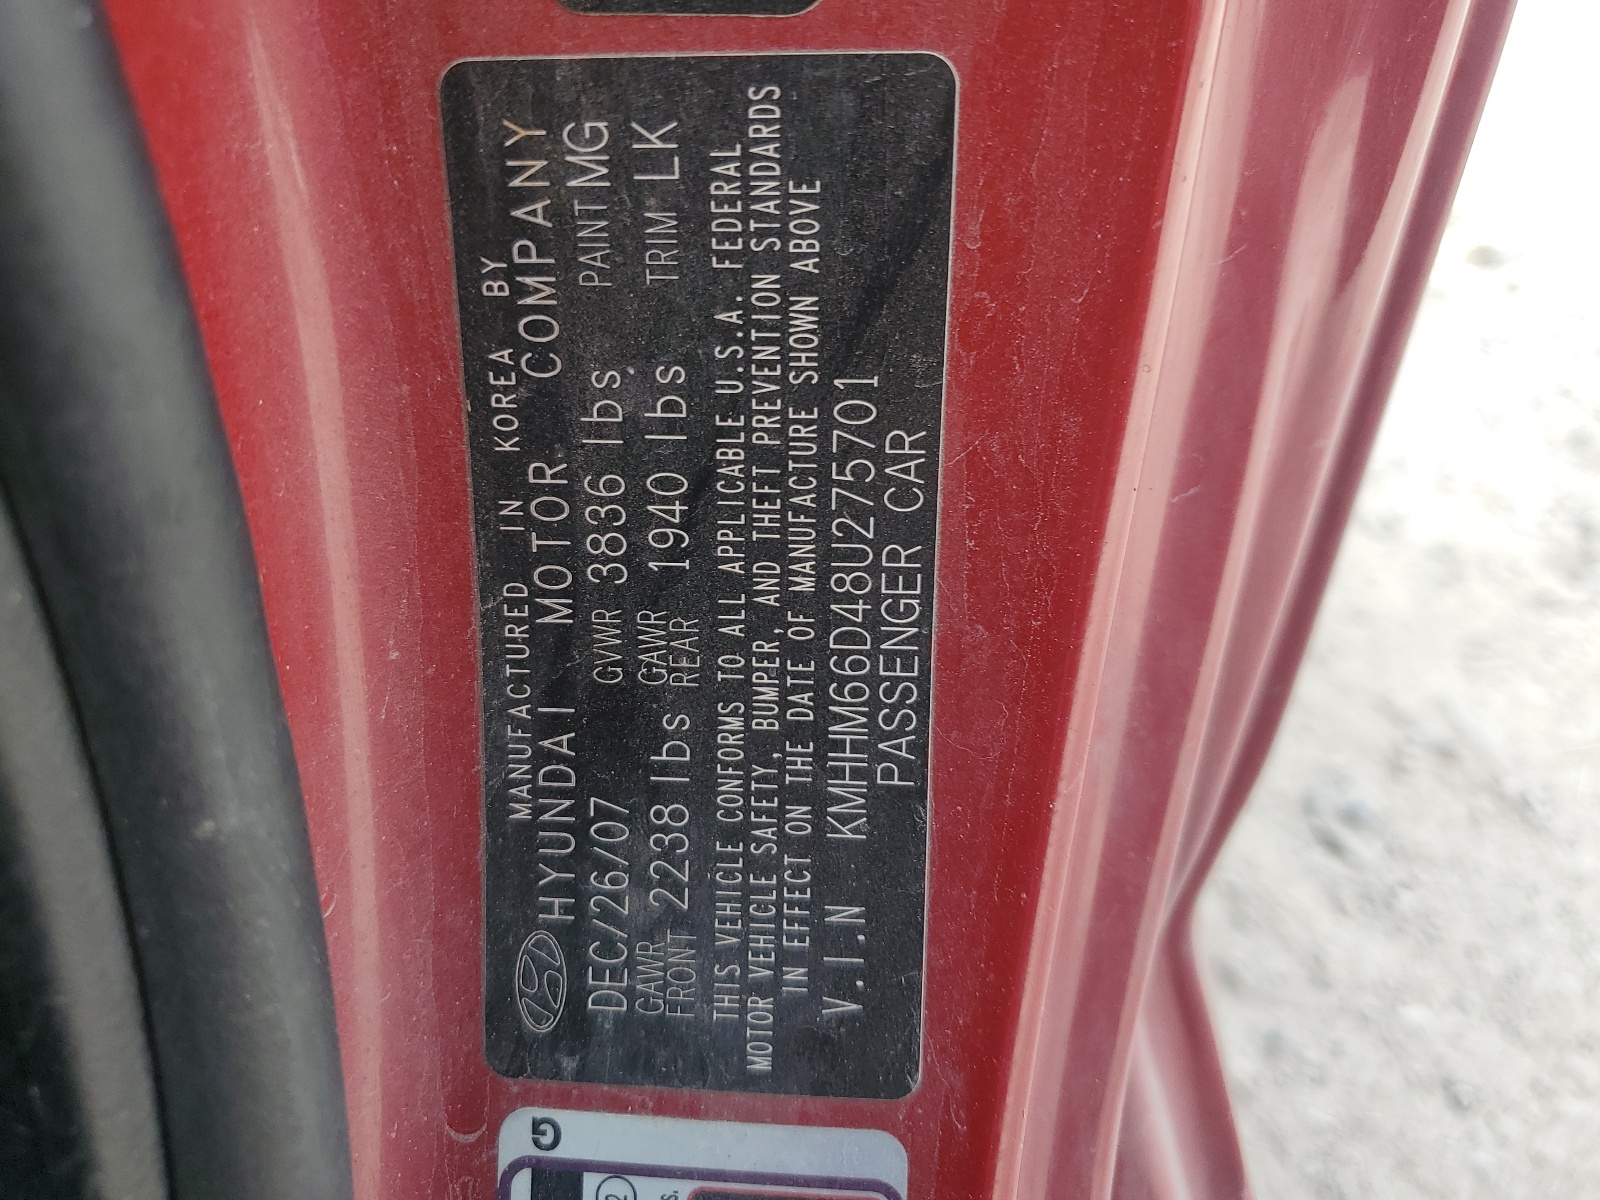 MANUFACTURED IN KOREA BY
HYUNDAI MOTOR COMPANY
DEC/26/07 GVWR 3836 lbs PAINT MG
GAWR FRONT 2238 lbs GAWR REAR 1940 lbs TRIM LK
THIS VEHICLE CONFORMS TO ALL APPLICABLE U.S.A. FEDERAL
MOTOR VEHICLE SAFETY, BUMPER, AND THEFT PREVENTION STANDARDS
IN EFFECT ON THE DATE OF MANUFACTURE SHOWN ABOVE
V.I.N KMHHM66D48U275701
PASSENGER CAR
G
2
s.